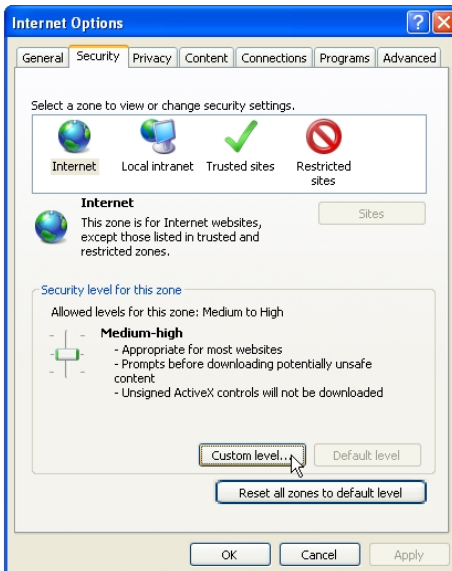 Internet Options
General Security Privacy Content Connections Programs Advanced
Select a zone to view or change security settings.
Internet Local intranet Trusted sites Restricted
sites
Internet
Sites
This zone is for Internet websites,
except those listed in trusted and
restricted zones.
Security level for this zone
Allowed levels for this zone: Medium to High
Medium-high
- Appropriate for most websites
- Prompts before downloading potentially unsafe
content
- Unsigned ActiveX controls will not be downloaded
Custom level... Default level
Reset all zones to default level
OK Cancel Apply